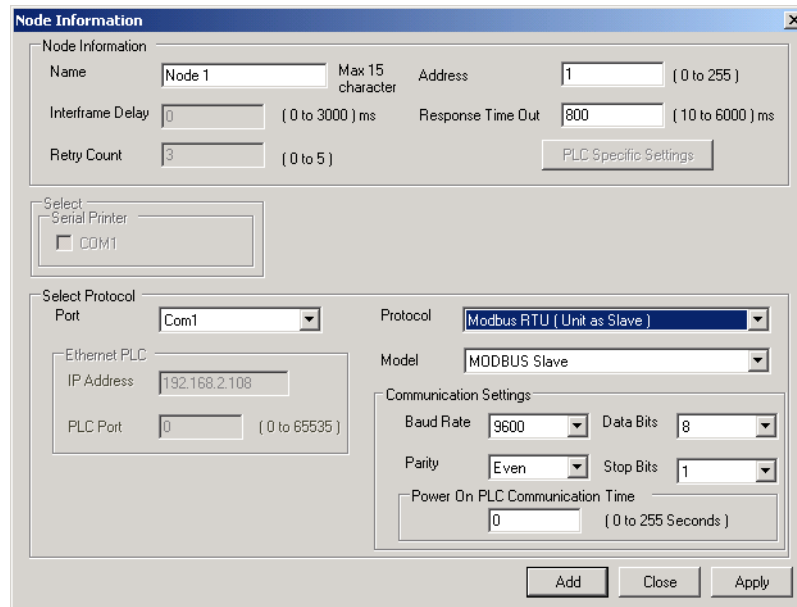 Node Information
Node Information
Name Node 1 Max 15 character Address 1 ( 0 to 255 )
Interframe Delay 0 ( 0 to 3000 ) ms Response Time Out 800 ( 10 to 6000 ) ms
Retry Count 3 ( 0 to 5 ) PLC Specific Settings
Select
Serial Printer
COM1
Select Protocol
Port Com1 Protocol Modbus RTU ( Unit as Slave )
Ethernet PLC
IP Address 192.168.2.108
PLC Port 0 ( 0 to 65535 )
Model MODBUS Slave
Communication Settings
Baud Rate 9600 Data Bits 8
Parity Even Stop Bits 1
Power On PLC Communication Time
0 ( 0 to 255 Seconds )
Add Close Apply